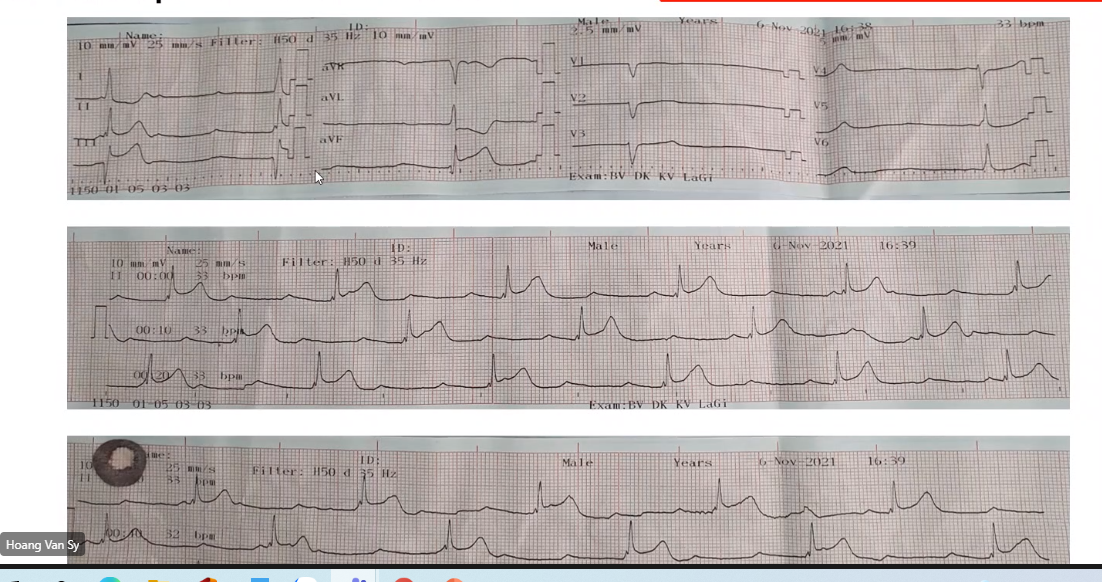 Name: ID: Male Years 6-Nov-2021 16:38 33 bpm
10 mm/mV 25 mm/s Filter: H50 d 35 Hz 10 mm/mV 2.5 mm/mV 5 mm/mV
I aVR V1 V4
II aVL V2 V5
III aVF V3 V6
Exam:BV DK KV LaGi
1150 01-05 03-03
Name: ID: Male Years 6-Nov-2021 16:39
10 mm/mV 25 mm/s Filter: H50 d 35 Hz
II 00:00 33 bpm
00:10 33 bpm
00:20 33 bpm
1150 01-05 03-03 Exam:BV DK KV LaGi
ID: Male Years 6-Nov-2021 16:39
10 25 mm/s Filter: H50 d 35 Hz
II 33 bpm
32 bpm
Hoang Van Sy